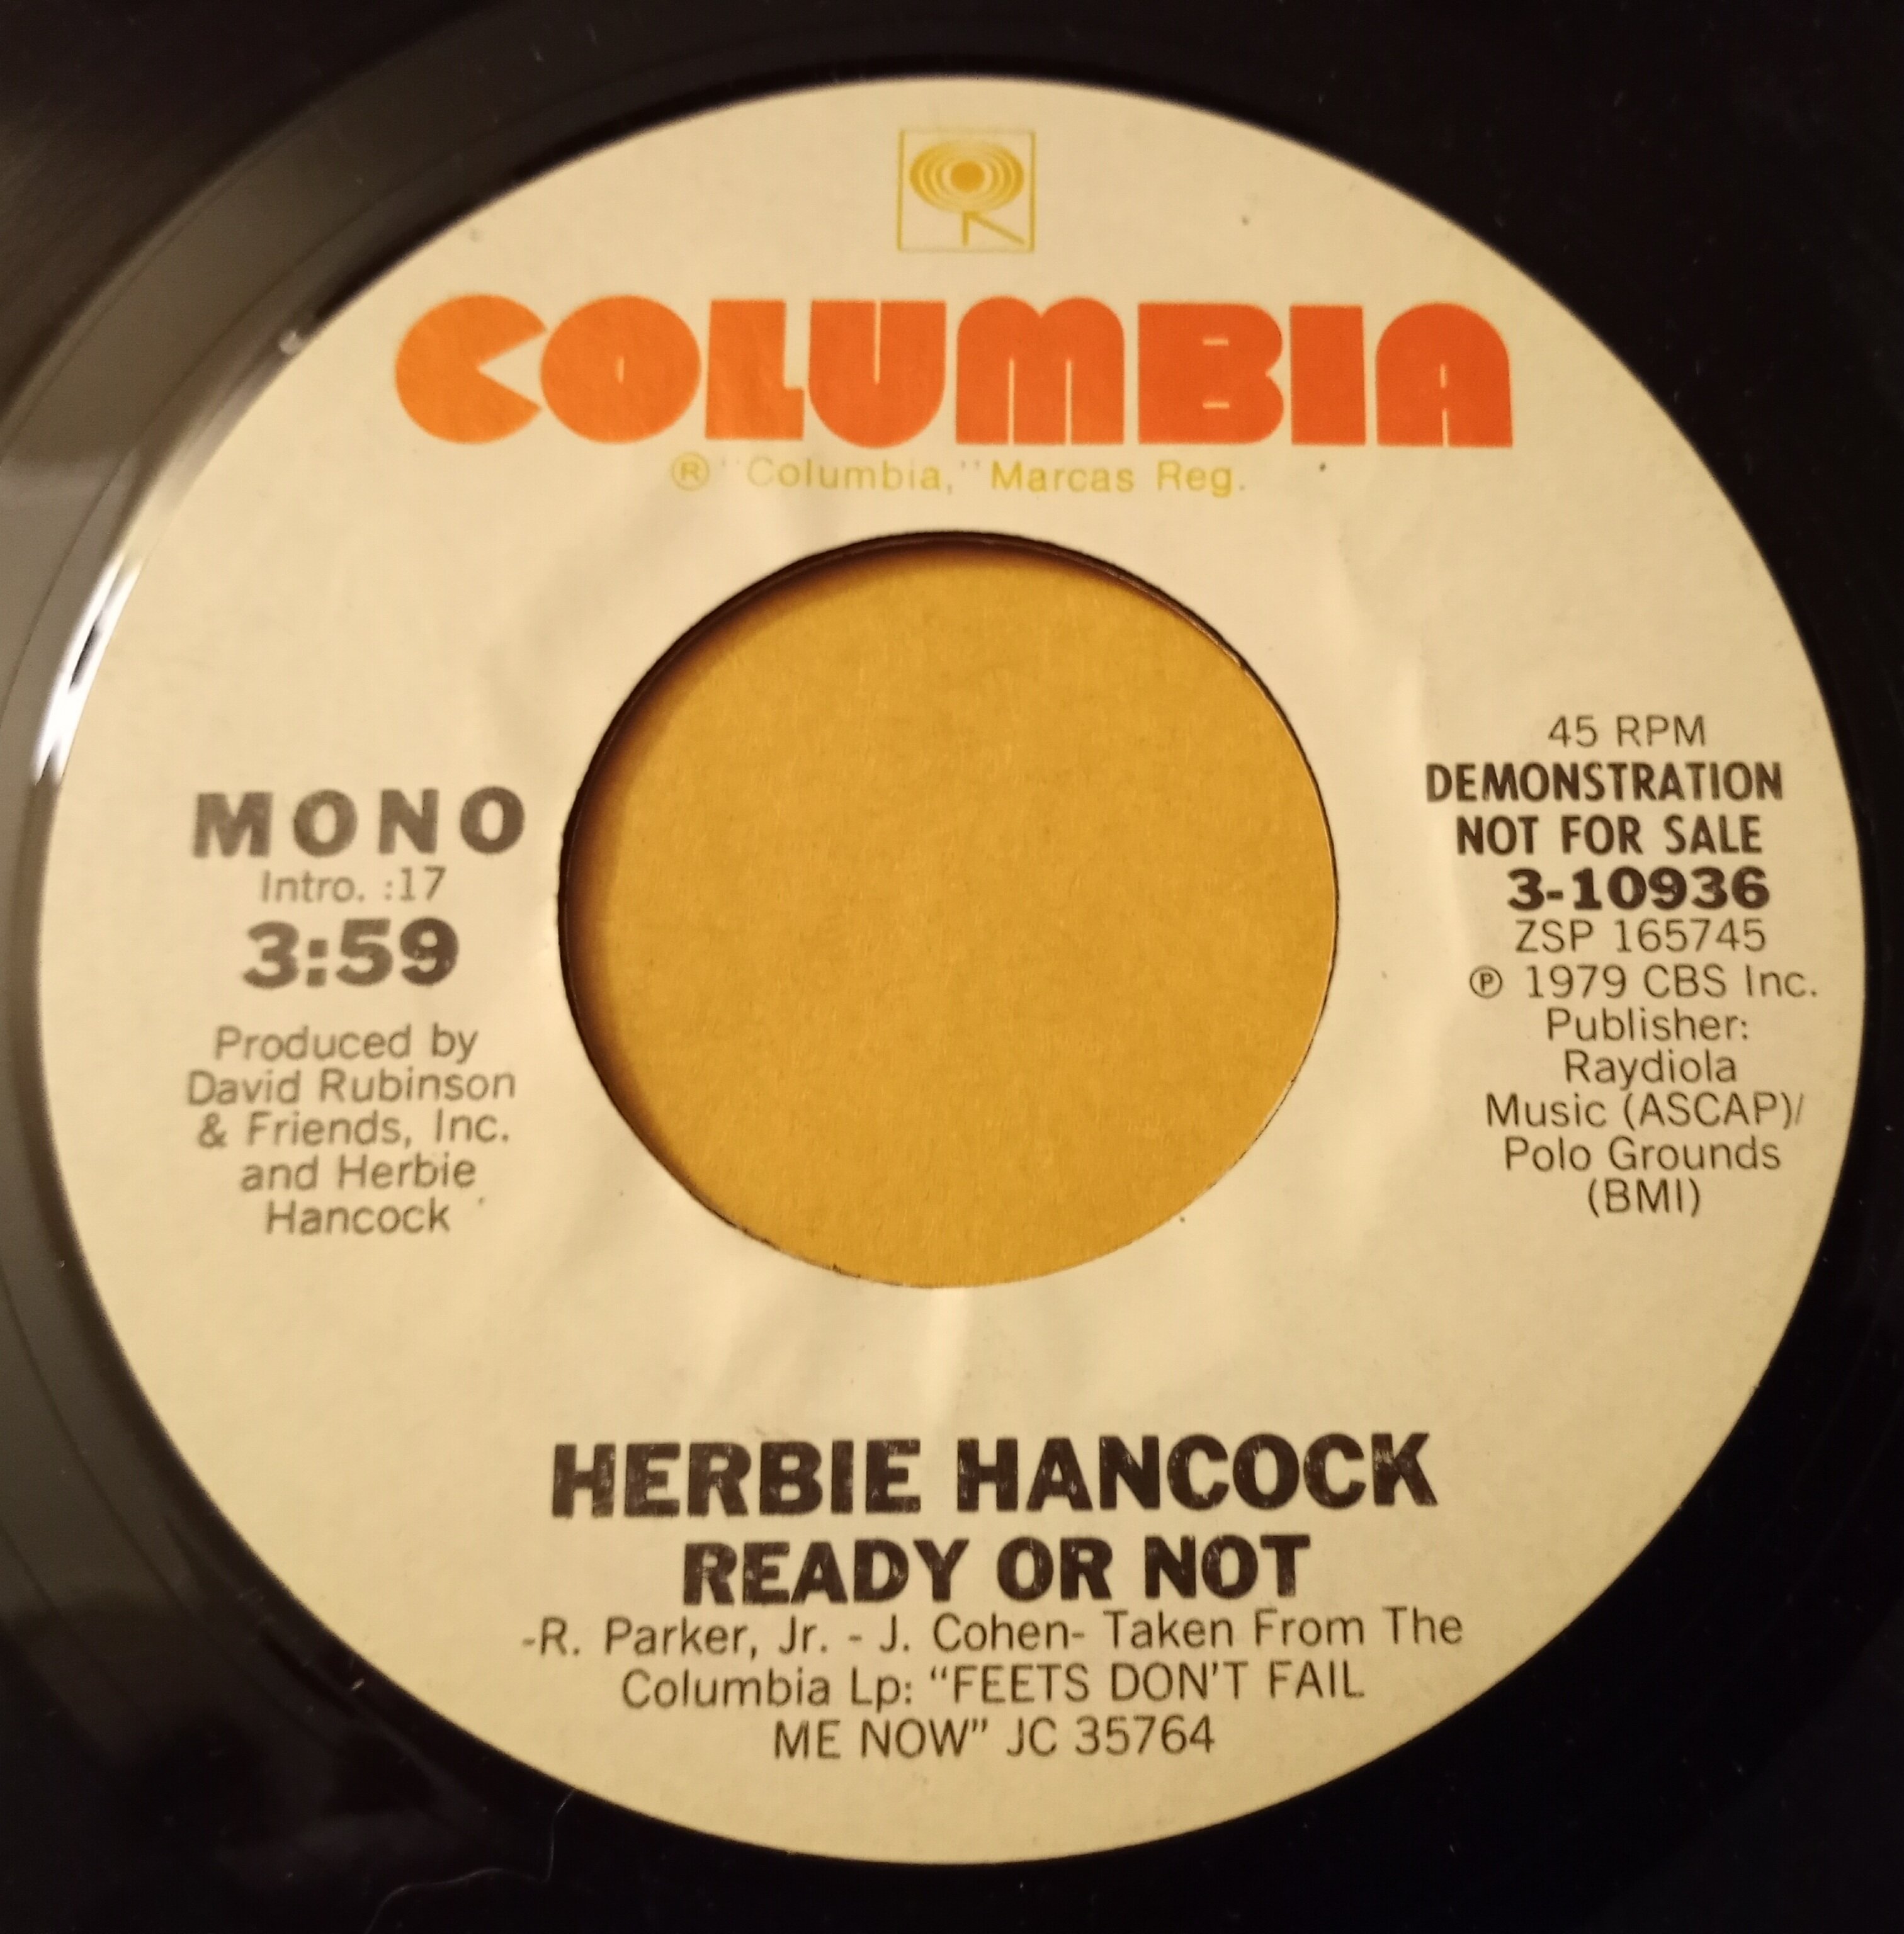 COLUMBIA
® "Columbia," Marcas Reg.
MONO
Intro. :17
3:59
Produced by
David Rubinson
& Friends, Inc.
and Herbie
Hancock
45 RPM
DEMONSTRATION
NOT FOR SALE
3-10936
ZSP 165745
℗ 1979 CBS Inc.
Publisher:
Raydiola
Music (ASCAP)/
Polo Grounds
(BMI)
HERBIE HANCOCK
READY OR NOT
-R. Parker, Jr. - J. Cohen- Taken From The
Columbia Lp: “FEETS DON'T FAIL
ME NOW” JC 35764